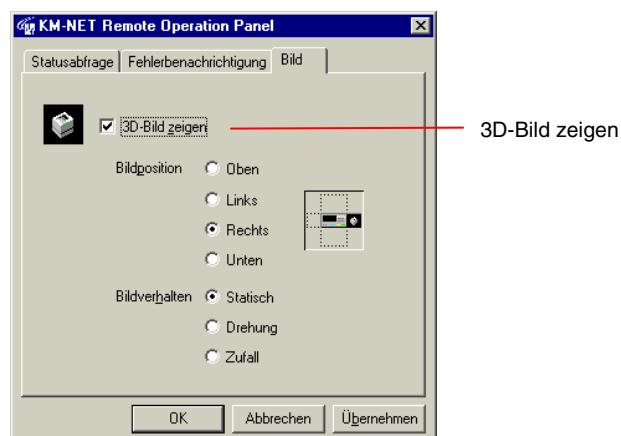 KM-NET Remote Operation Panel
Statusabfrage Fehlerbenachrichtigung Bild
3D-Bild zeigen
3D-Bild zeigen
Bildposition Oben
Links
Rechts
Unten
Bildverhalten Statisch
Drehung
Zufall
OK Abbrechen Übernehmen